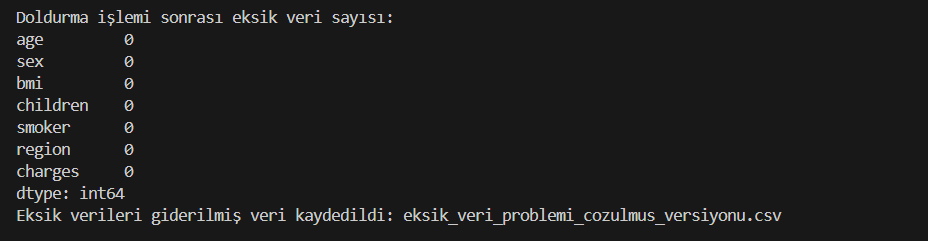 Doldurma işlemi sonrası eksik veri sayısı:
age         0
sex         0
bmi         0
children    0
smoker      0
region      0
charges     0
dtype: int64
Eksik verileri giderilmiş veri kaydedildi: eksik_veri_problemi_cozulmus_versiyonu.csv